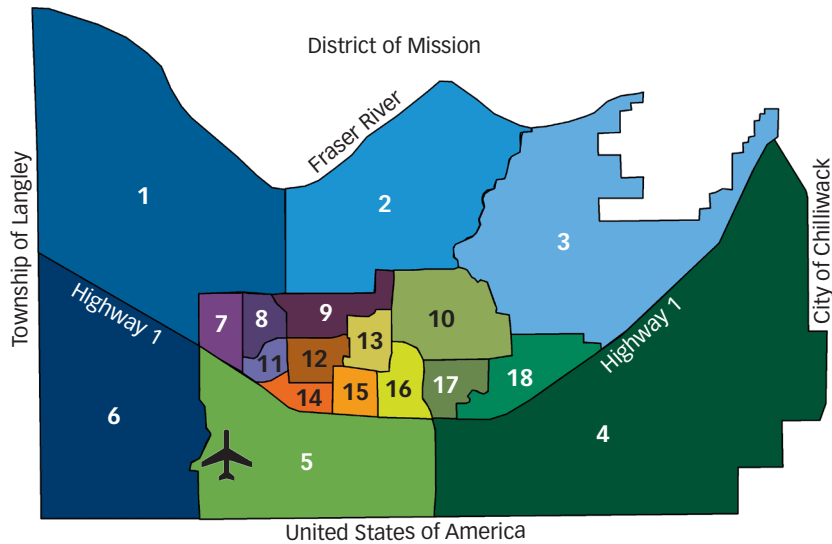 District of Mission
Fraser River
Township of Langley
City of Chilliwack
1
2
3
Highway 1
Highway 1
7
8
9
10
13
11
12
17
18
14
15
16
6
4
5
United States of America